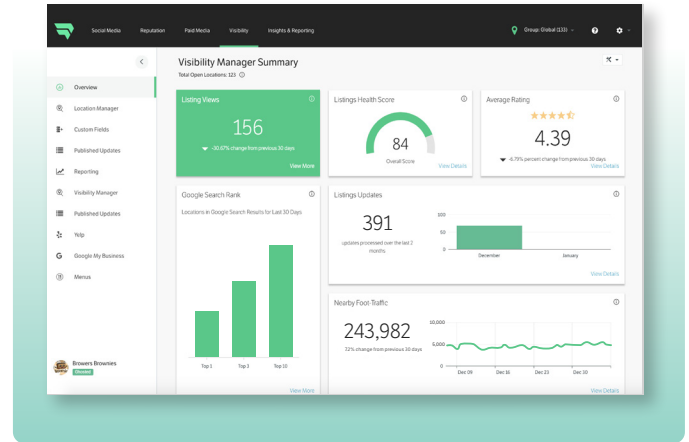 Social Media Reputation Paid Media Visibility Insights & Reporting Group: Global (133)
Visibility Manager Summary
Total Open Locations: 123
Overview
Location Manager
Custom Fields
Published Updates
Reporting
Visibility Manager
Published Updates
Yelp
Google My Business
Menus
Browers Brownies
Listing Views
156
-30.67% change from previous 30 days
View More
Listings Health Score
84
Overall Score
View Details
Average Rating
4.39
-6.79% percent change from previous 30 days
View Details
Google Search Rank
Locations in Google Search Results for Last 30 Days
Top 1 Top 3 Top 10
View More
Listings Updates
391
updates processed over the last 2
months
100
50
0
December January
View Details
Nearby Foot-Traffic
243,982
72% change from previous 30 days
10,000
5,000
0
Dec 09 Dec 16 Dec 23 Dec 30
View Details